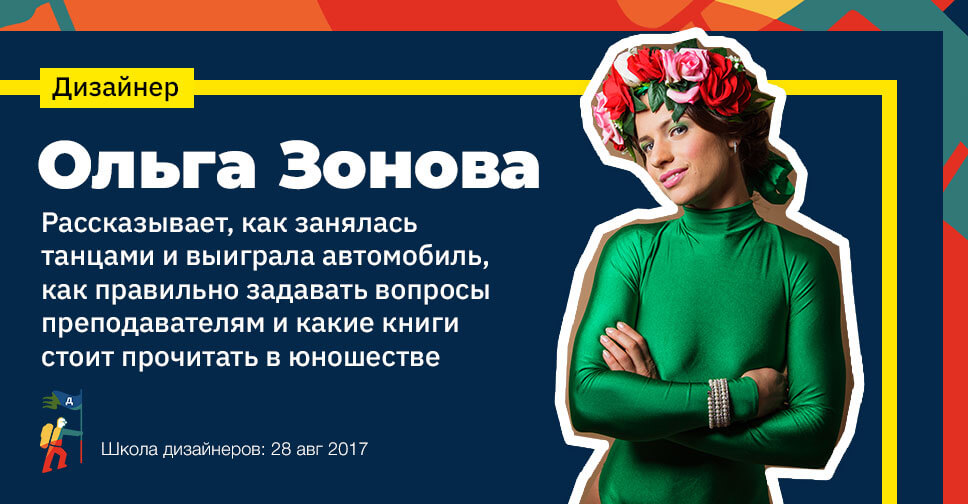 Дизайнер
Ольга Зонова
Рассказывает, как занялась
танцами и выиграла автомобиль,
как правильно задавать вопросы
преподавателям и какие книги
стоит прочитать в юношестве
Д
Школа дизайнеров: 28 авг 2017